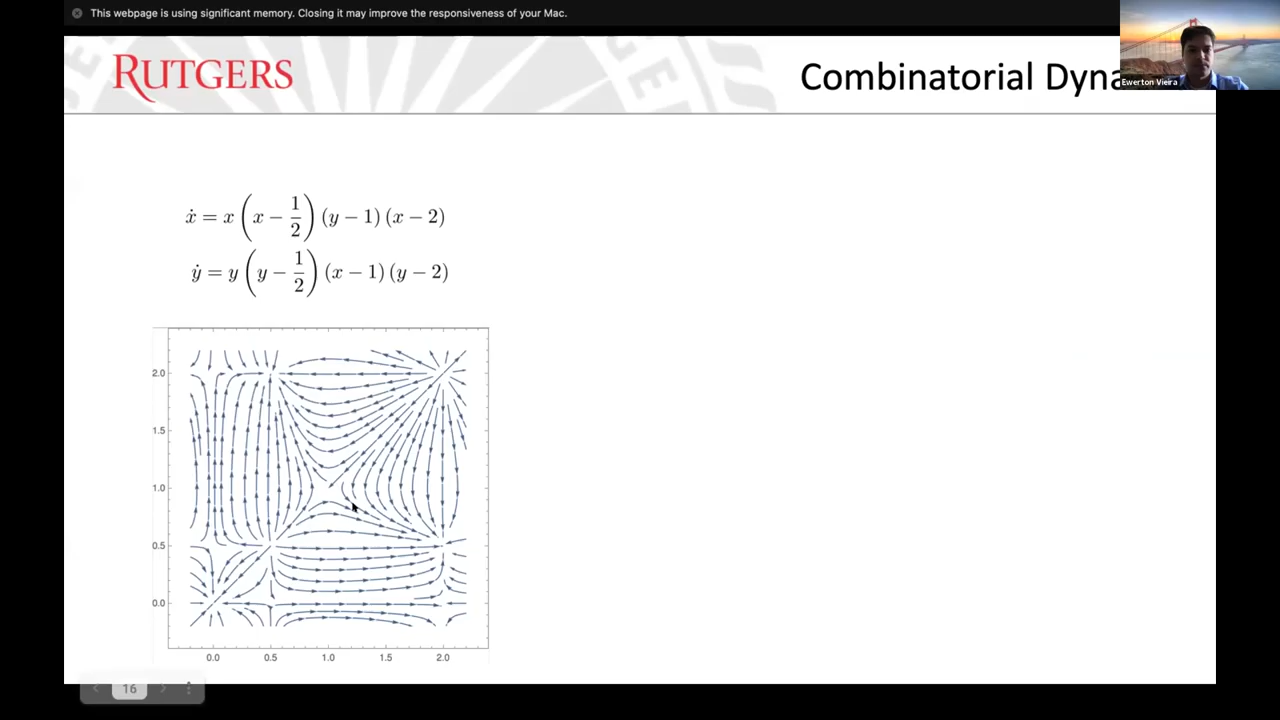 This webpage is using significant memory. Closing it may improve the responsiveness of your Mac.
RUTGERS
Combinatorial Dyna
Ewerton Vieira
ẋ = x (x − 1/2) (y − 1) (x − 2)
ẏ = y (y − 1/2) (x − 1) (y − 2)
2.0
1.5
1.0
0.5
0.0
0.0 0.5 1.0 1.5 2.0
16